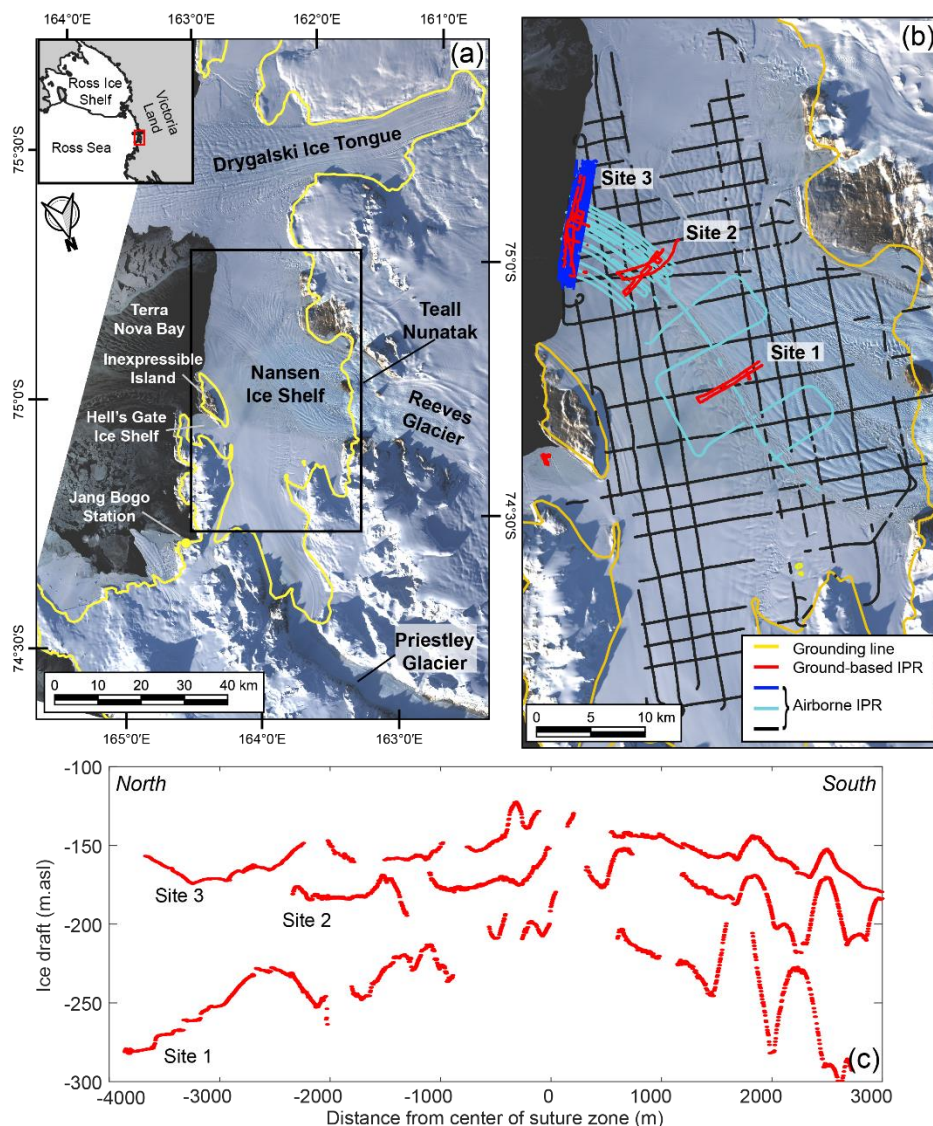 164°0'E
163°0'E
162°0'E
161°0'E
(a)
Ross Ice
Shelf
Victoria
Land
Ross Sea
N
75°30'S
75°0'S
74°30'S
Drygalski Ice Tongue
Terra
Nova Bay
Inexpressible
Island
Hell's Gate
Ice Shelf
Jang Bogo
Station
Nansen
Ice Shelf
Teall
Nunatak
Reeves
Glacier
Priestley
Glacier
0 10 20 30 40 km
165°0'E
164°0'E
163°0'E
(b)
Site 3
Site 2
Site 1
75°0'S
74°30'S
Grounding line
Ground-based IPR
Airborne IPR
0 5 10 km
North
South
Site 3
Site 2
Site 1
(c)
Ice draft (m.asl)
-100
-150
-200
-250
-300
-4000 -3000 -2000 -1000 0 1000 2000 3000
Distance from center of suture zone (m)